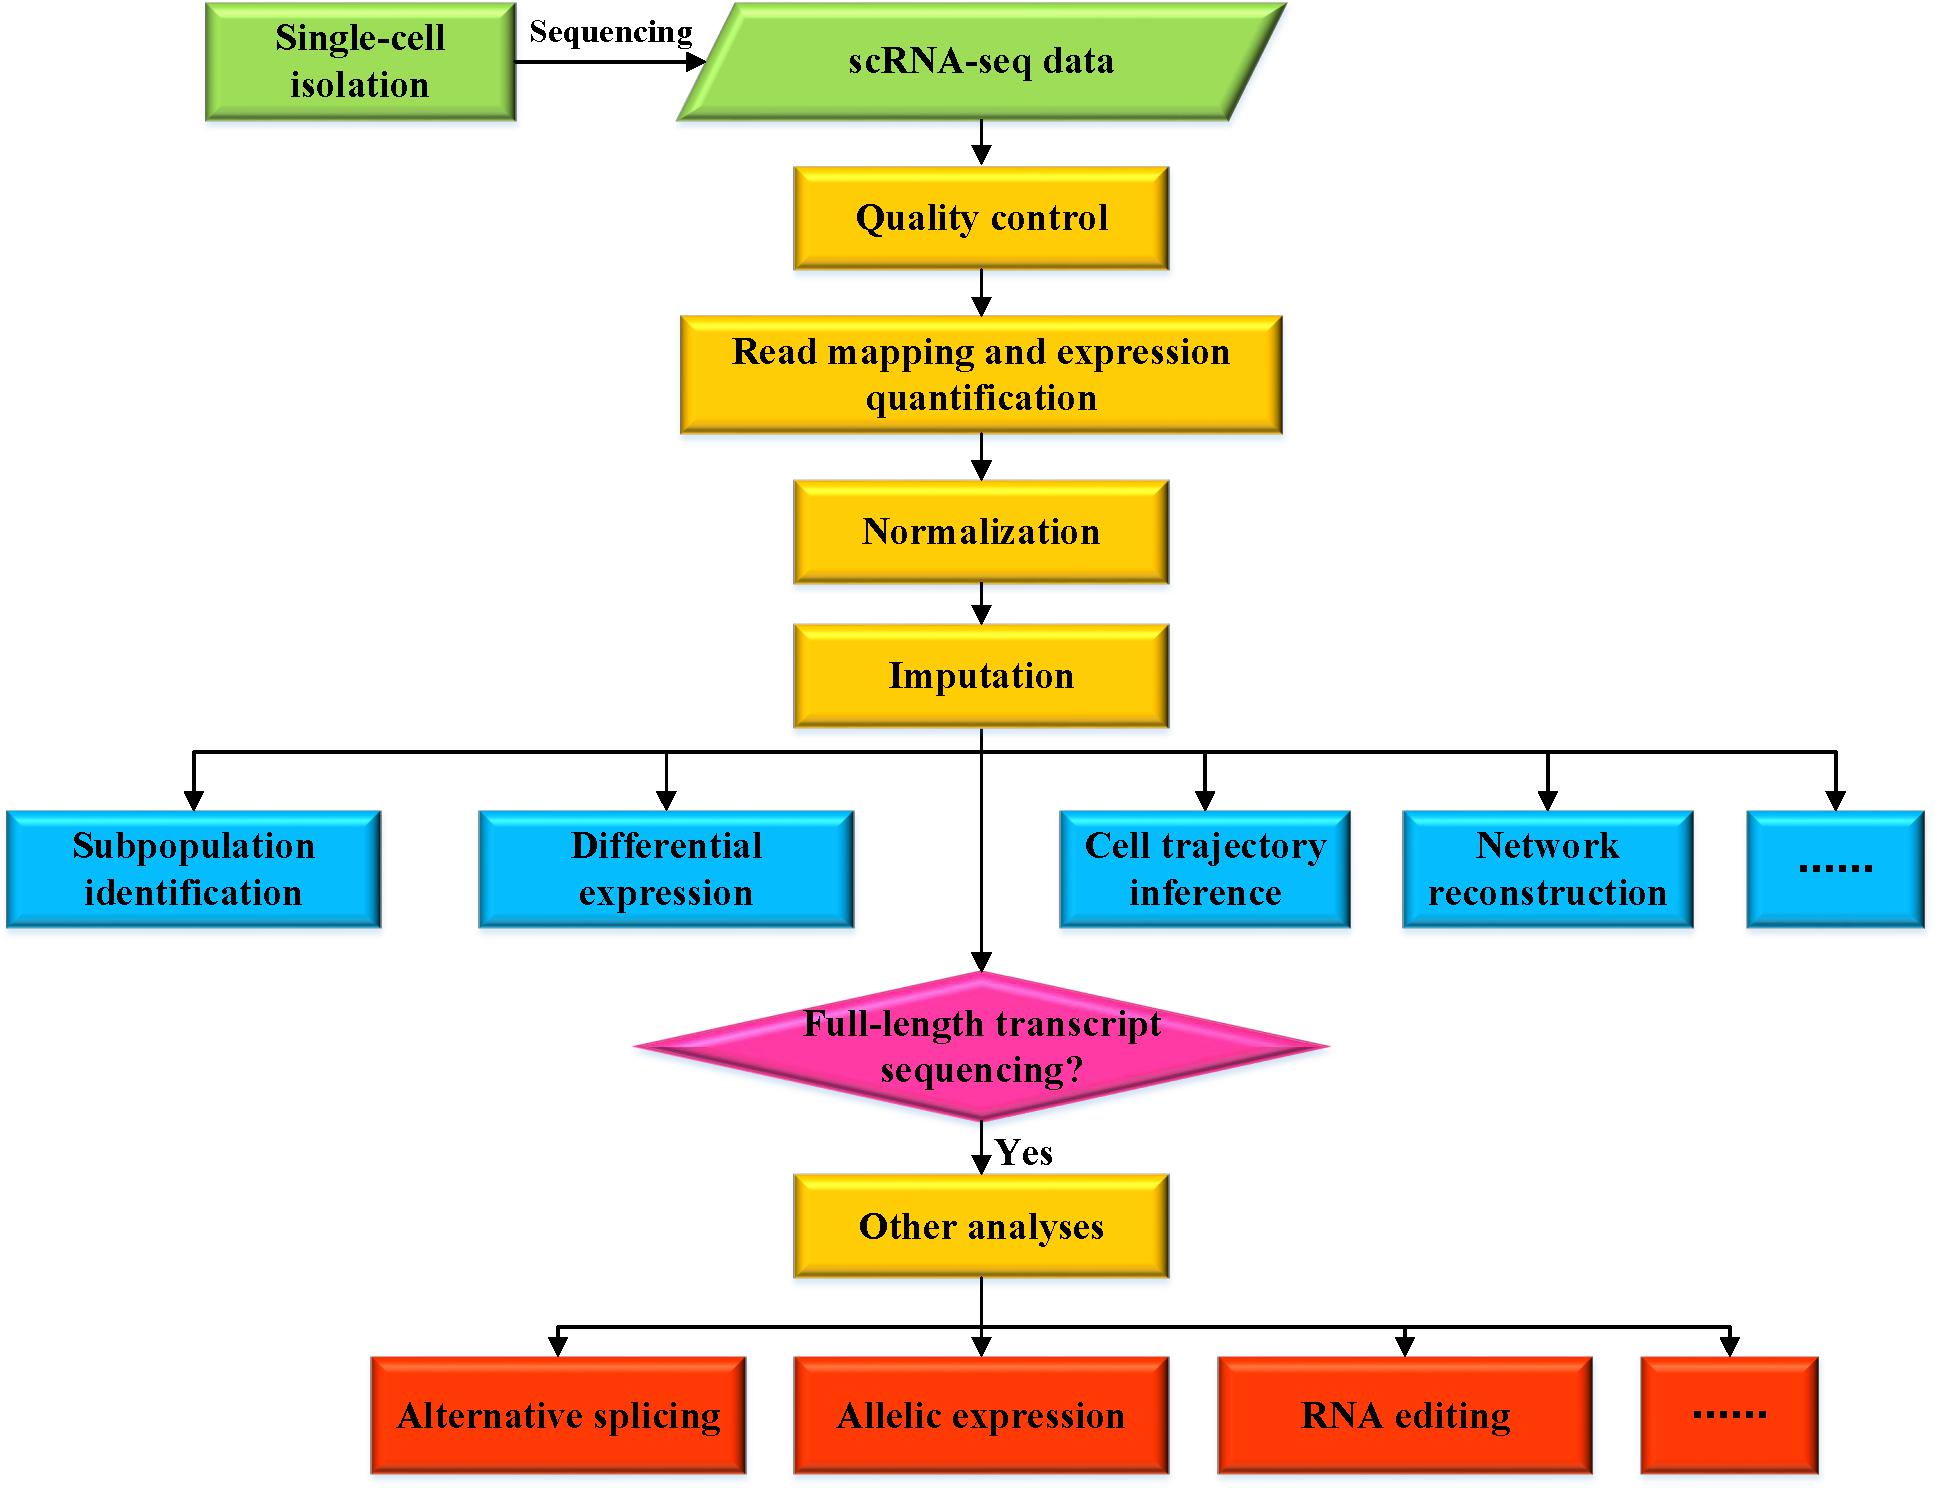 Single-cell
isolation
Sequencing
scRNA-seq data
Quality control
Read mapping and expression
quantification
Normalization
Imputation
Subpopulation
identification
Differential
expression
Cell trajectory
inference
Network
reconstruction
······
Full-length transcript
sequencing?
Yes
Other analyses
Alternative splicing
Allelic expression
RNA editing
······